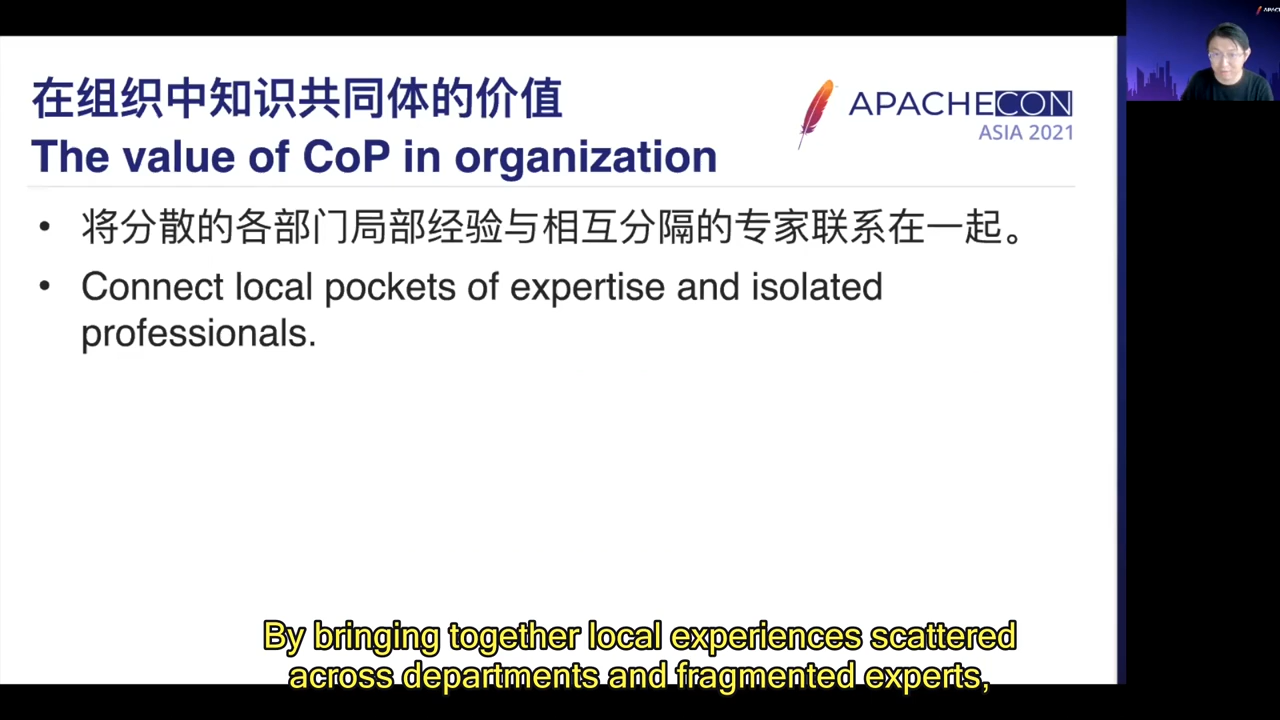 在组织中知识共同体的价值
The value of CoP in organization
APACHECON
ASIA 2021
• 将分散的各部门局部经验与相互分隔的专家联系在一起。
• Connect local pockets of expertise and isolated
professionals.
By bringing together local experiences scattered
across departments and fragmented experts,